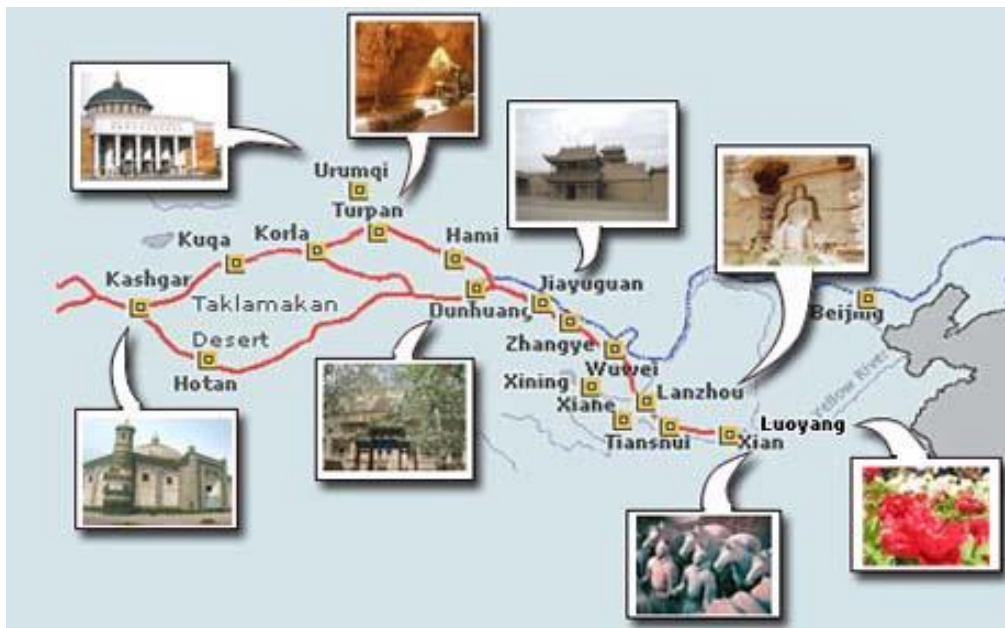 Urumqi
Turpan
Korla
Kuqa
Hami
Kashgar
Taklamakan
Jiayuguan
Dunhuang
Beijing
Desert
Zhangye
Hotan
Wuwei
Xining
Lanzhou
Xiahe
Yellow River
Luoyang
Tianshui
Xian